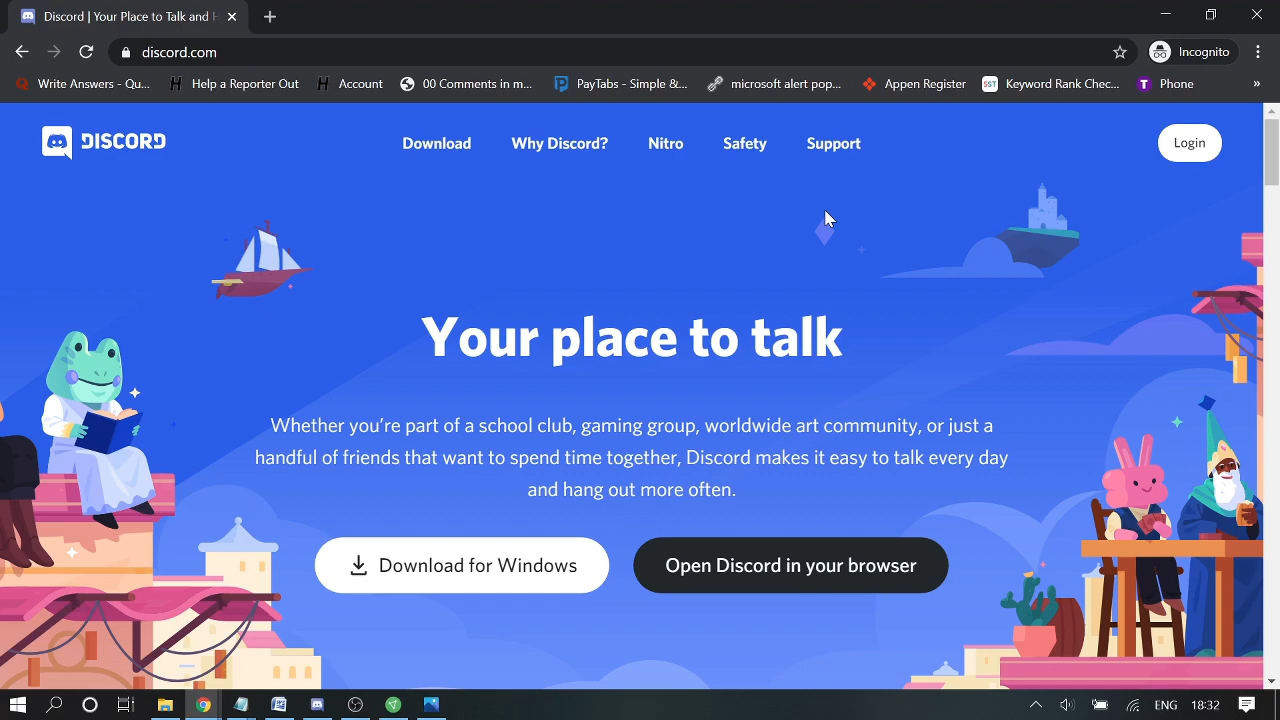 Discord | Your Place to Talk and H
discord.com
Incognito
Write Answers - Qu...
Help a Reporter Out
Account
00 Comments in m...
PayTabs - Simple &...
microsoft alert pop...
Appen Register
SST
Keyword Rank Chec...
T
Phone
»
DISCORD
Download
Why Discord?
Nitro
Safety
Support
Login
Your place to talk
Whether you’re part of a school club, gaming group, worldwide art community, or just a
handful of friends that want to spend time together, Discord makes it easy to talk every day
and hang out more often.
Download for Windows
Open Discord in your browser
ENG
18:32